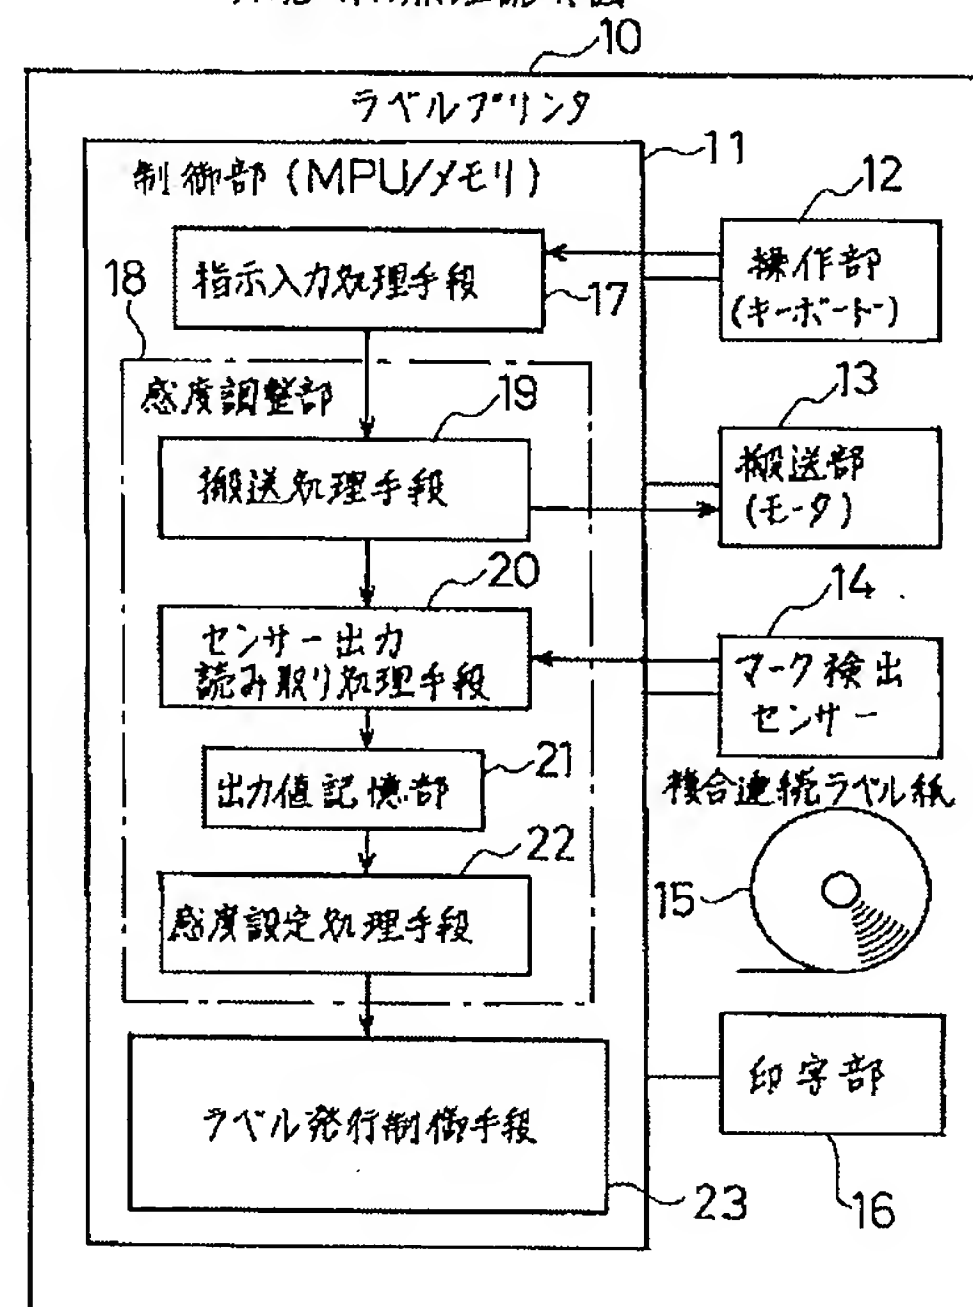 10
ラベルプリンタ
11
制御部(MPU/メモリ)
12
操作部
(キーボード)
指示入力処理手段
17
18
感度調整部
19
13
搬送部
(モータ)
搬送処理手段
20
14
センサー出力
読み取り処理手段
マーク検出
センサー
21
出力値記憶部
複合連続ラベル紙
15
22
感度設定処理手段
印字部
16
ラベル発行制御手段
23